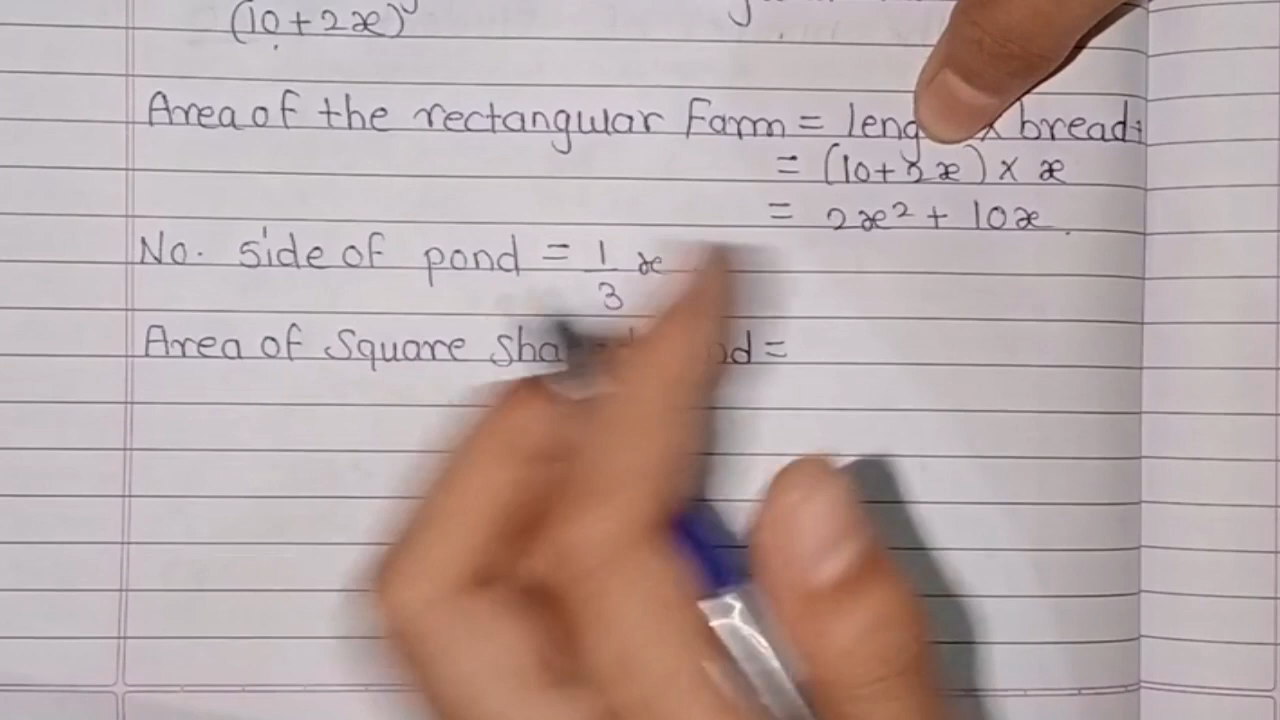 (10+2x)
Area of the rectangular Farm = leng x bread
= (10+2x) × x
= 2x² + 10x.
No. side of pond = 1/3 x
Area of Square sha d =